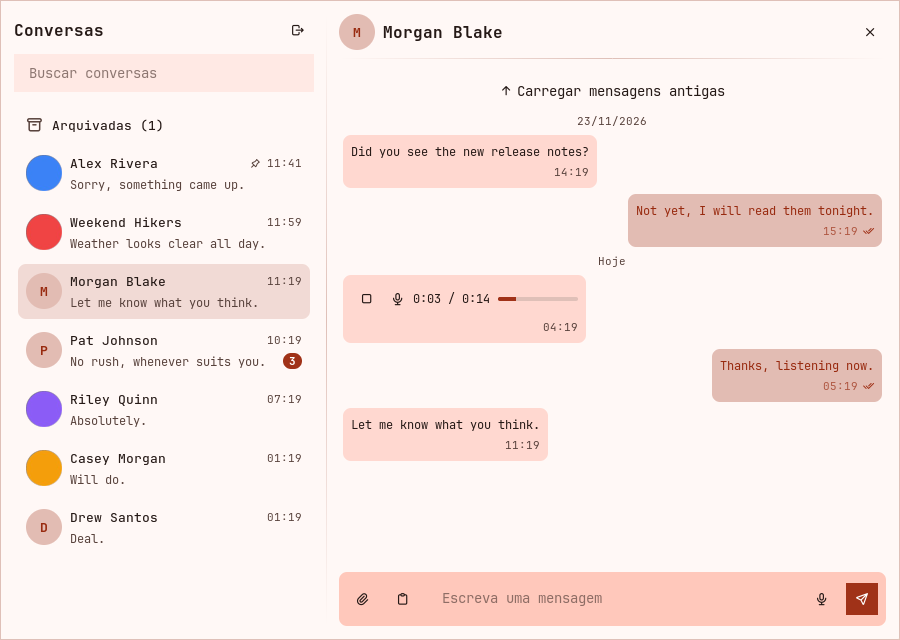 Conversas
Buscar conversas
Arquivadas (1)
Alex Rivera 11:41
Sorry, something came up.
Weekend Hikers 11:59
Weather looks clear all day.
M Morgan Blake 11:19
Let me know what you think.
P Pat Johnson 10:19
No rush, whenever suits you. 3
Riley Quinn 07:19
Absolutely.
Casey Morgan 01:19
Will do.
D Drew Santos 01:19
Deal.
M Morgan Blake
Carregar mensagens antigas
23/11/2026
Did you see the new release notes?
14:19
Not yet, I will read them tonight.
15:19
Hoje
0:03 / 0:14
04:19
Thanks, listening now.
05:19
Let me know what you think.
11:19
Escreva uma mensagem